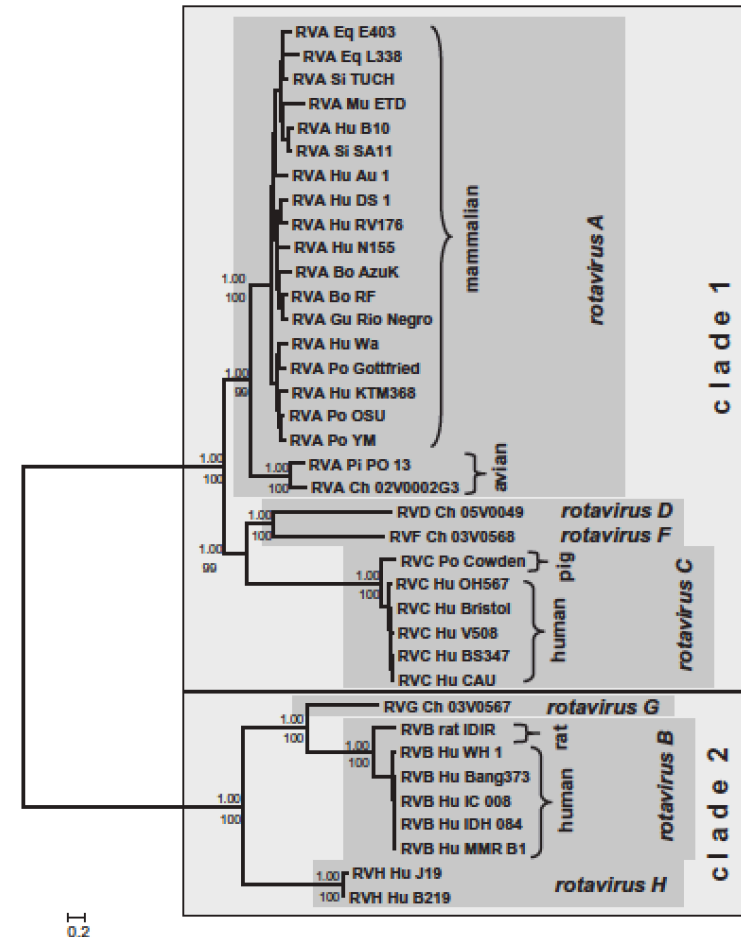 RVA Eq E403
RVA Eq L338
RVA Si TUCH
RVA Mu ETD
RVA Hu B10
RVA Si SA11
RVA Hu Au 1
RVA Hu DS 1
RVA Hu RV176
RVA Hu N155
RVA Bo AzuK
RVA Bo RF
RVA Gu Rio Negro
RVA Hu Wa
RVA Po Gottfried
RVA Hu KTM368
RVA Po OSU
RVA Po YM
mammalian
rotavirus A
1.00
100
1.00
99
RVA Pi PO 13
RVA Ch 02V0002G3
avian
1.00
100
1.00
100
clade 1
RVD Ch 05V0049
rotavirus D
RVF Ch 03V0568
rotavirus F
1.00
100
1.00
99
RVC Po Cowden
pig
RVC Hu OH567
RVC Hu Bristol
RVC Hu V508
RVC Hu BS347
RVC Hu CAU
human
rotavirus C
1.00
100
RVG Ch 03V0567
rotavirus G
1.00
100
RVB rat IDIR
rat
RVB Hu WH 1
RVB Hu Bang373
RVB Hu IC 008
RVB Hu IDH 084
RVB Hu MMR B1
human
rotavirus B
1.00
100
clade 2
1.00
100
RVH Hu J19
RVH Hu B219
rotavirus H
1.00
100
0.2